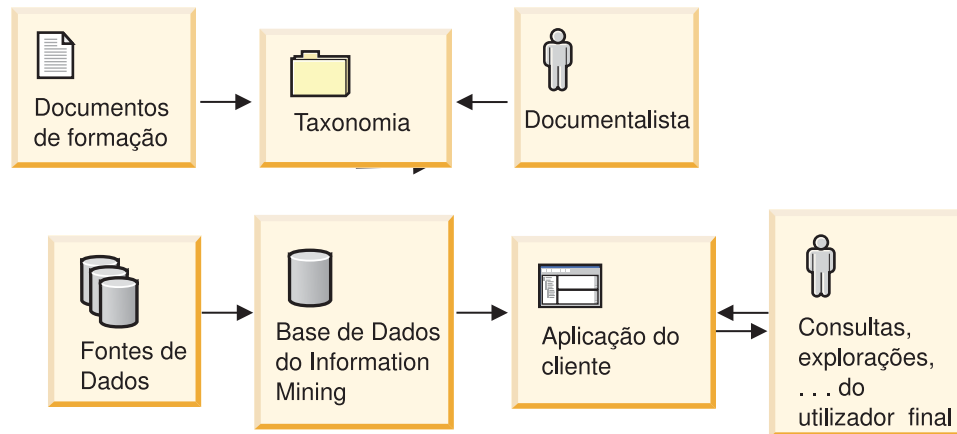 Documentos
de formação
Taxonomia
Documentalista
Fontes de
Dados
Base de Dados
do Information
Mining
Aplicação do
cliente
Consultas,
explorações,
. . . do
utilizador final